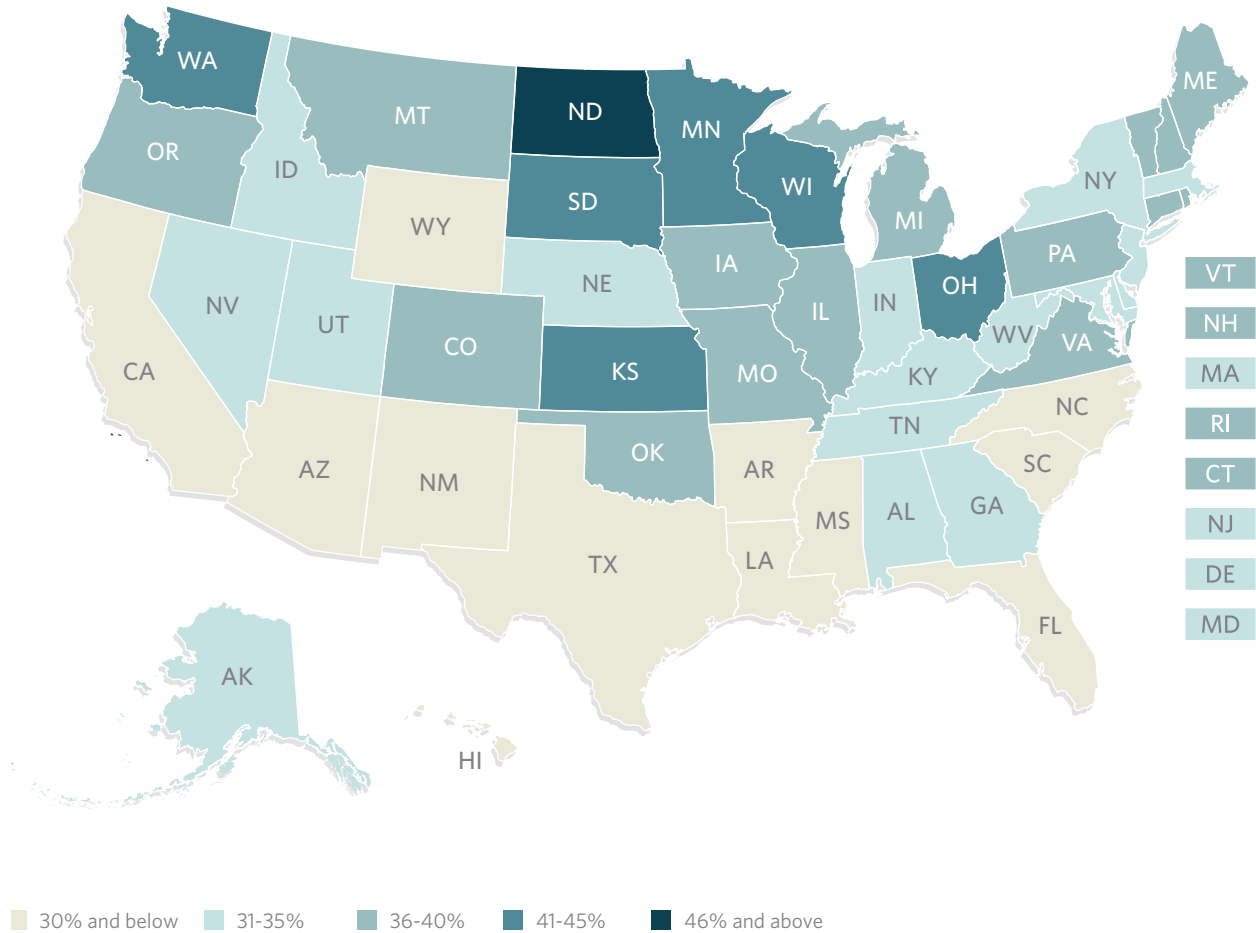 WA
MT
ND
MN
ME
OR
ID
SD
WI
NY
WY
MI
IA
PA
VT
NE
OH
IN
NV
IL
UT
CO
WV
VA
NH
CA
KS
MO
KY
MA
NC
TN
RI
OK
AZ
NM
AR
SC
CT
MS
AL
GA
NJ
TX
LA
DE
FL
MD
AK
HI
30% and below 31-35% 36-40% 41-45% 46% and above